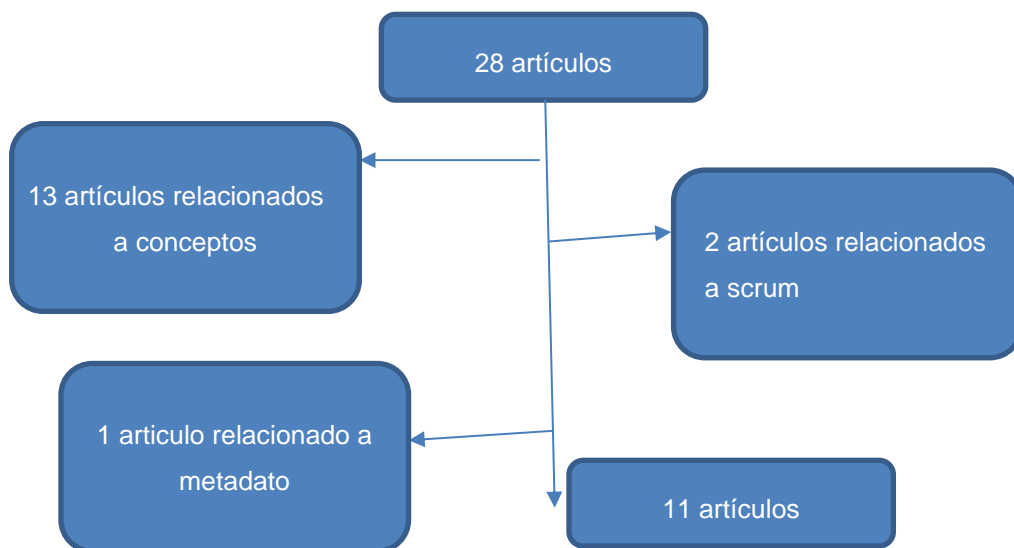 28 artículos
13 artículos relacionados
a conceptos
2 artículos relacionados
a scrum
1 articulo relacionado a
metadato
11 artículos